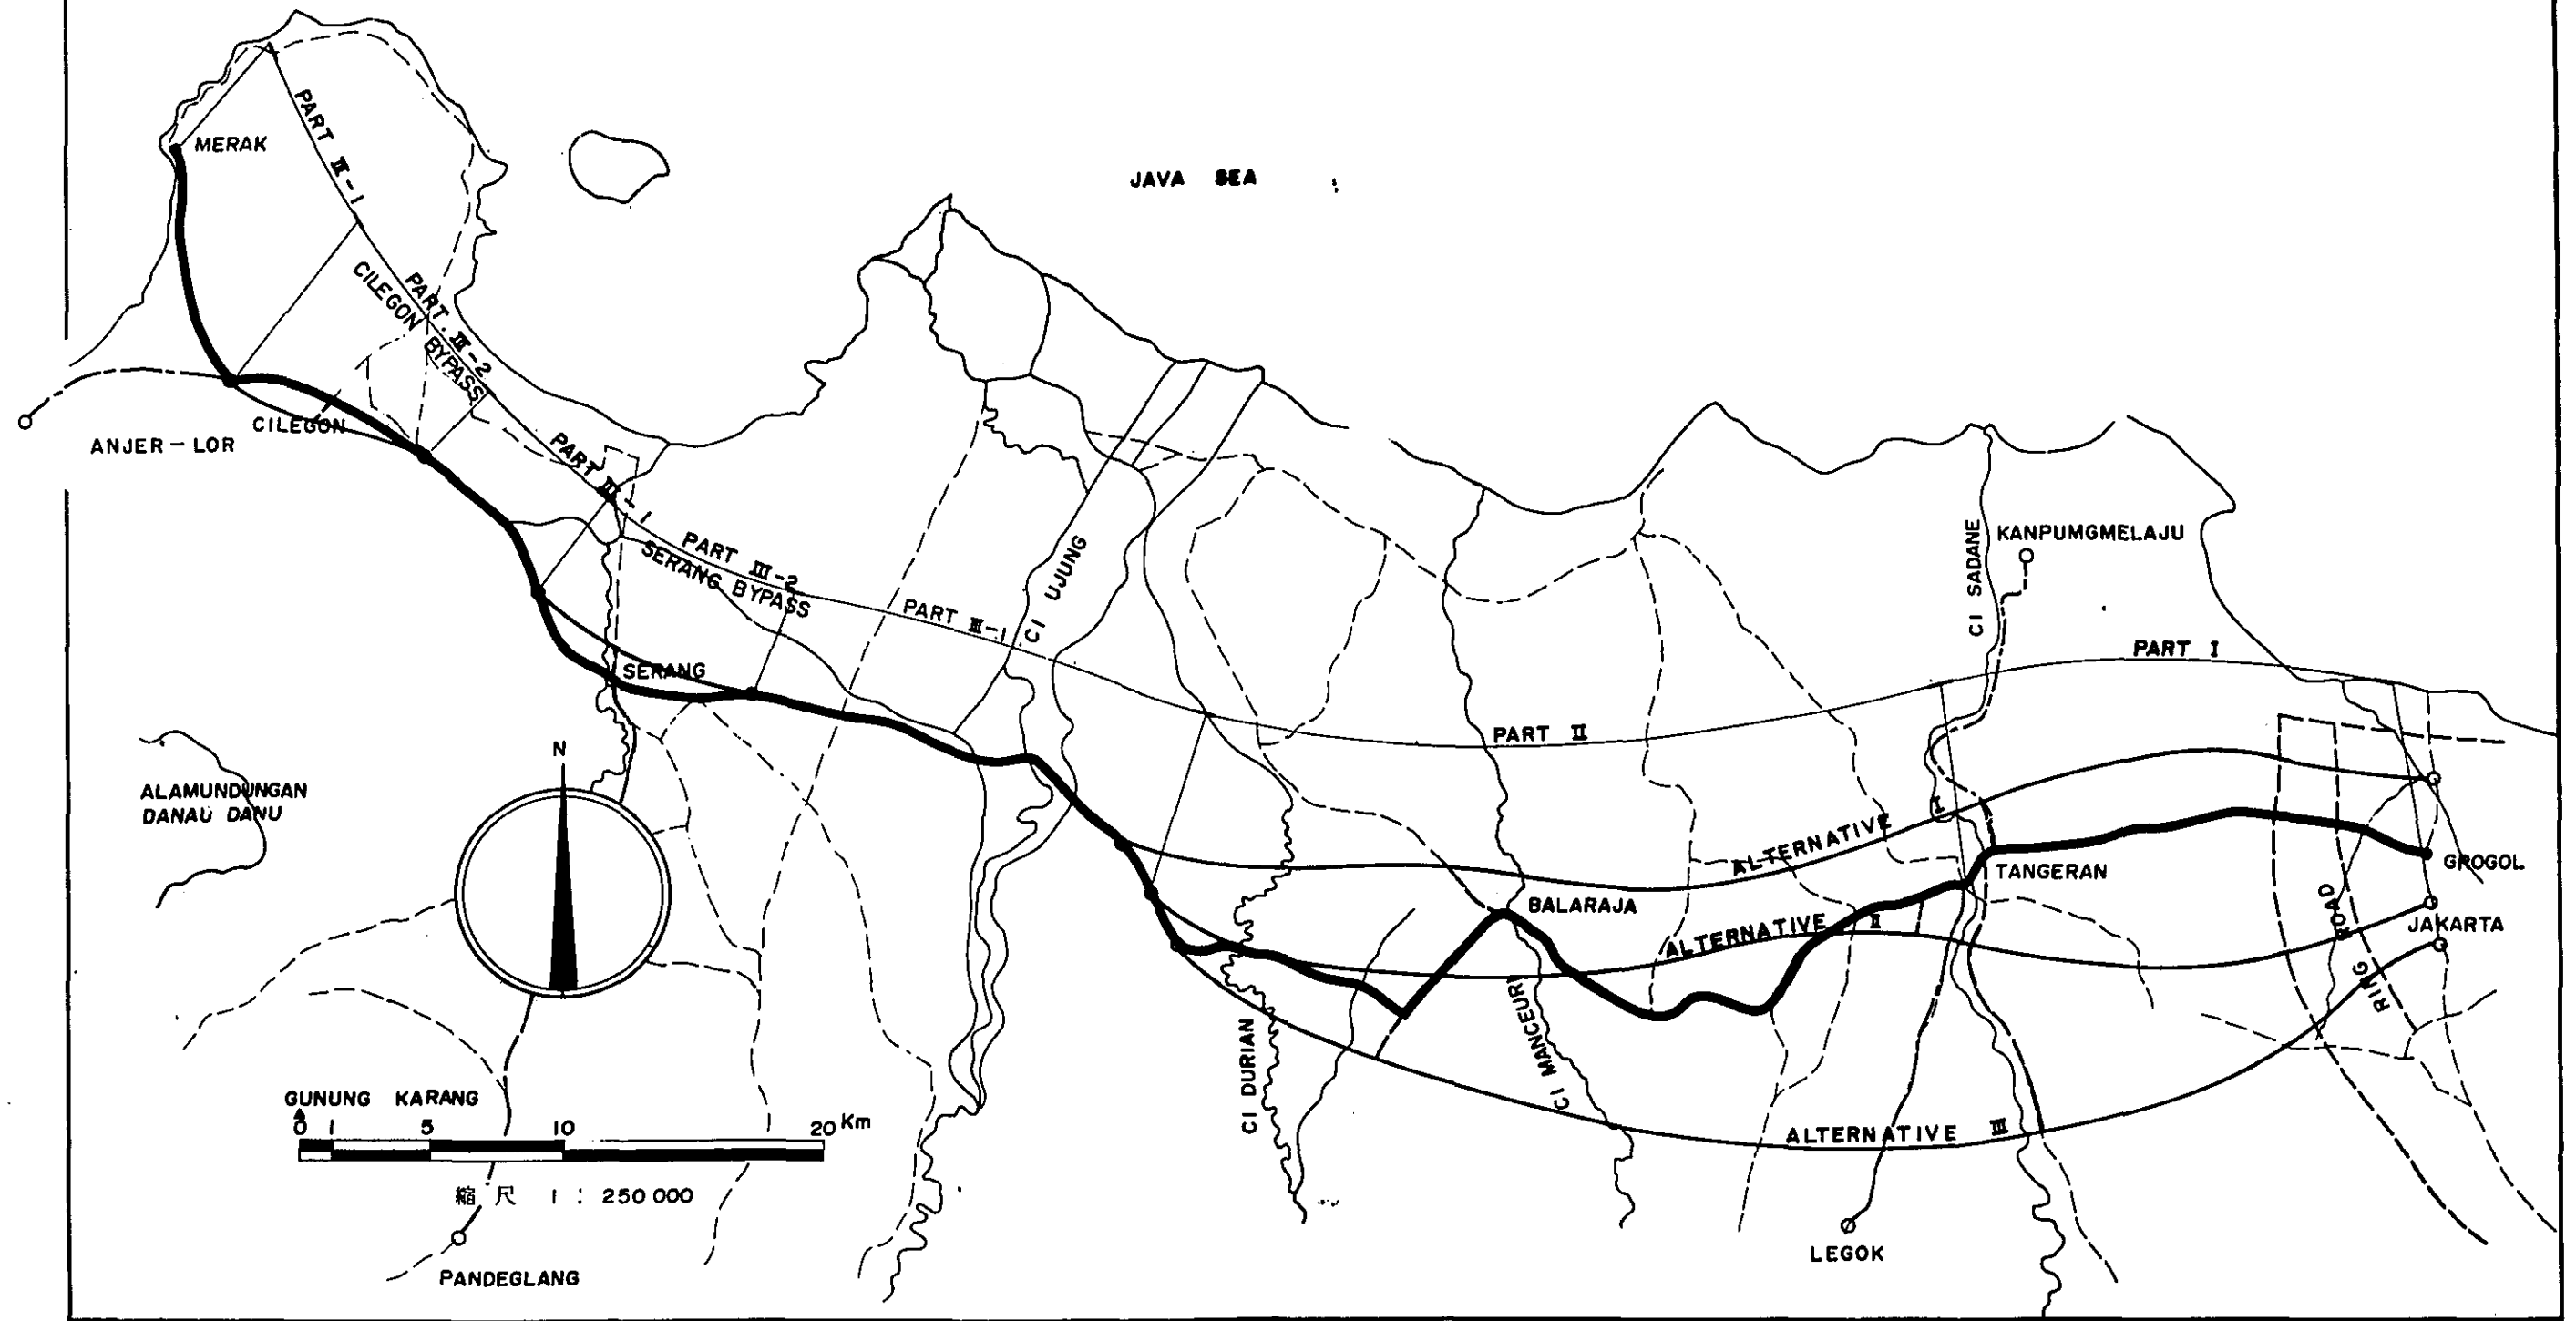 MERAK
PART III-1
JAVA SEA
PART III-2
CILEGON BYPASS
CILEGON
ANJER-LOR
PART III-1
PART III-2
SERANG BYPASS
PART III-1
CI UJUNG
CI SADANE
KANPUMGMELAJU
PART I
SERANG
PART II
N
ALAMUNDUNGAN
DANAU DANU
ALTERNATIVE I
GROGOL
TANGERAN
BALARAJA
ALTERNATIVE II
JAKARTA
RING ROAD
CI DURIAN
CI MANCEURI
GUNUNG KARANG
0 1 5 10 20 Km
縮尺 1 : 250 000
ALTERNATIVE III
LEGOK
PANDEGLANG